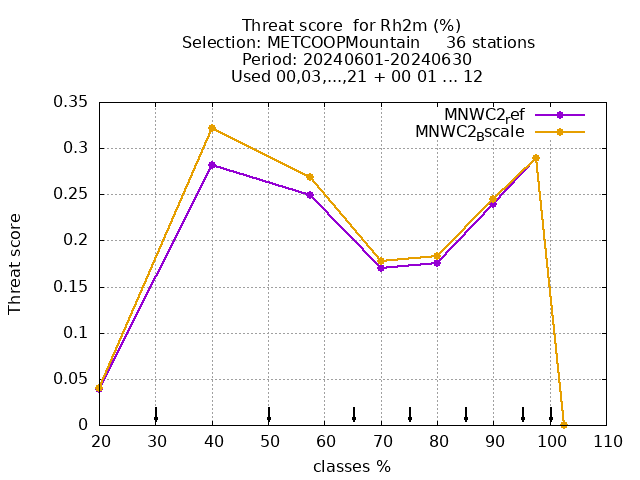 Threat score  for Rh2m (%)
Selection: METCOOPMountain     36 stations
Period: 20240601-20240630
Used 00,03,...,21 + 00 01 ... 12
MNWC2ref
MNWC2Bscale
0.35
0.3
0.25
0.2
0.15
0.1
0.05
0
Threat score
20 30 40 50 60 70 80 90 100 110
classes %